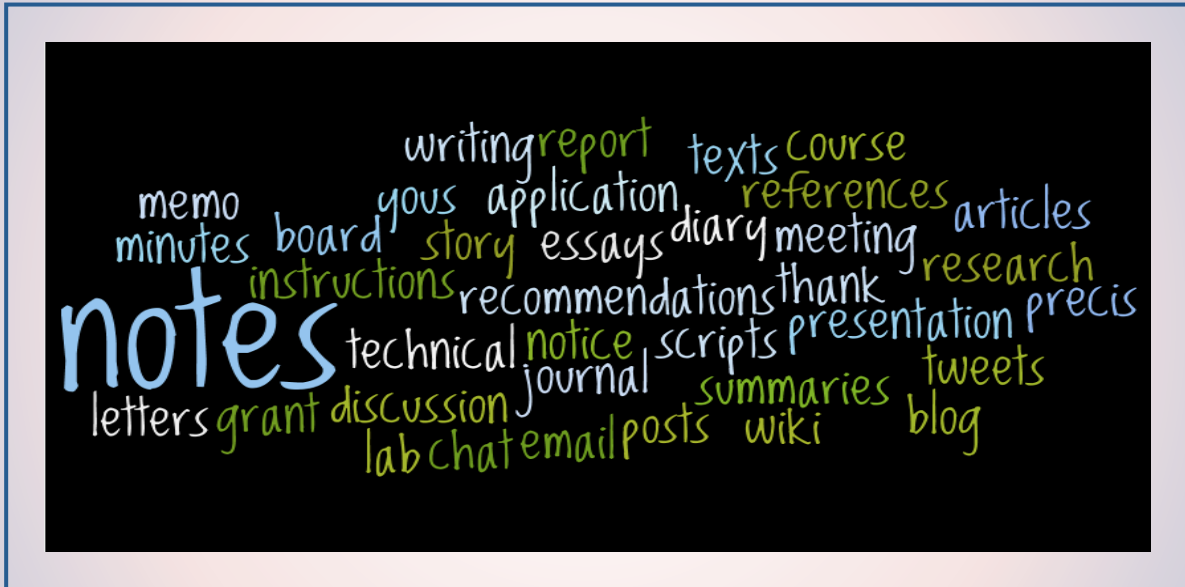 writing report texts course
memo yous application references articles
minutes board story essays diary meeting research
instructions recommendations thank precis
notes technical notice scripts presentation
journal summaries tweets
letters grant discussion posts wiki blog
lab chat email